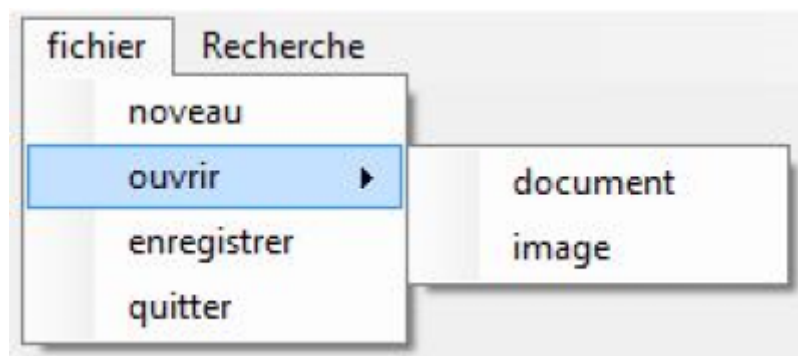 fichier Recherche
noveau
ouvrir
document
enregistrer
image
quitter